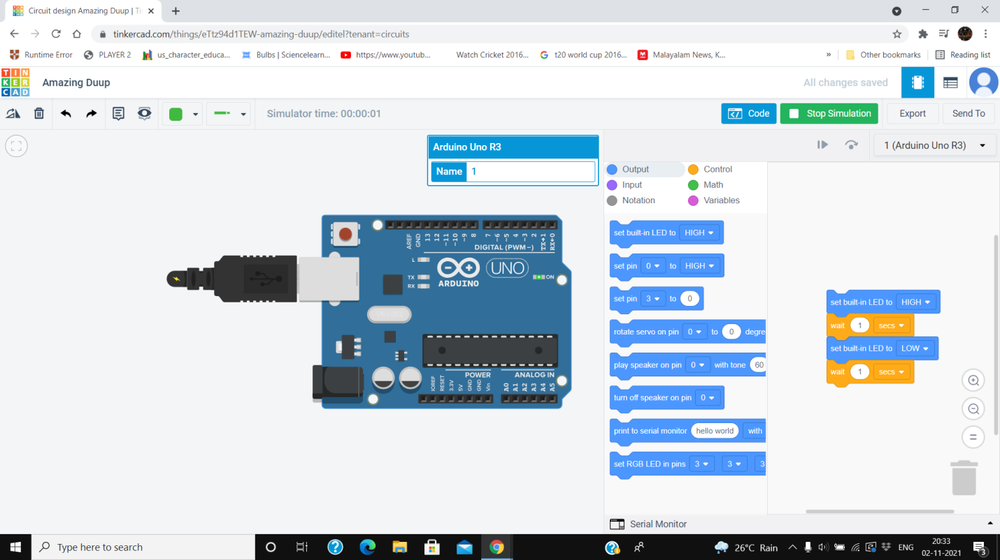 Circuit design Amazing Duup | Ti
tinkercad.com/things/eTtz94d1TEW-amazing-duup/editel?tenant=circuits
Runtime Error PLAYER 2 us_character_educa... Bulbs | Sciencelearn... https://www.youtub... Watch Cricket 2016... t20 world cup 2016... Malayalam News, K... » Other bookmarks Reading list
TIN
KER
CAD
Amazing Duup
All changes saved
Simulator time: 00:00:01
Code
Stop Simulation
Export
Send To
Arduino Uno R3
Name 1
1 (Arduino Uno R3)
Output Control
Input Math
Notation Variables
set built-in LED to HIGH
set pin 0 to HIGH
set pin 3 to 0
rotate servo on pin 0 to 0 degre
play speaker on pin 0 with tone 60
turn off speaker on pin 0
print to serial monitor hello world with
set RGB LED in pins 3 3 3
set built-in LED to HIGH
wait 1 secs
set built-in LED to LOW
wait 1 secs
AREF GND 13 12 ~11 ~10 ~9 8 7 ~6 ~5 4 ~3 2 TX→1 RX←0
DIGITAL (PWM~)
L
TX
RX
ARDUINO
UNO
ON
POWER ANALOG IN
IOREF RESET 3.3V 5V GND GND Vin A0 A1 A2 A3 A4 A5
Serial Monitor
Type here to search
26°C Rain
ENG
20:33
02-11-2021
3